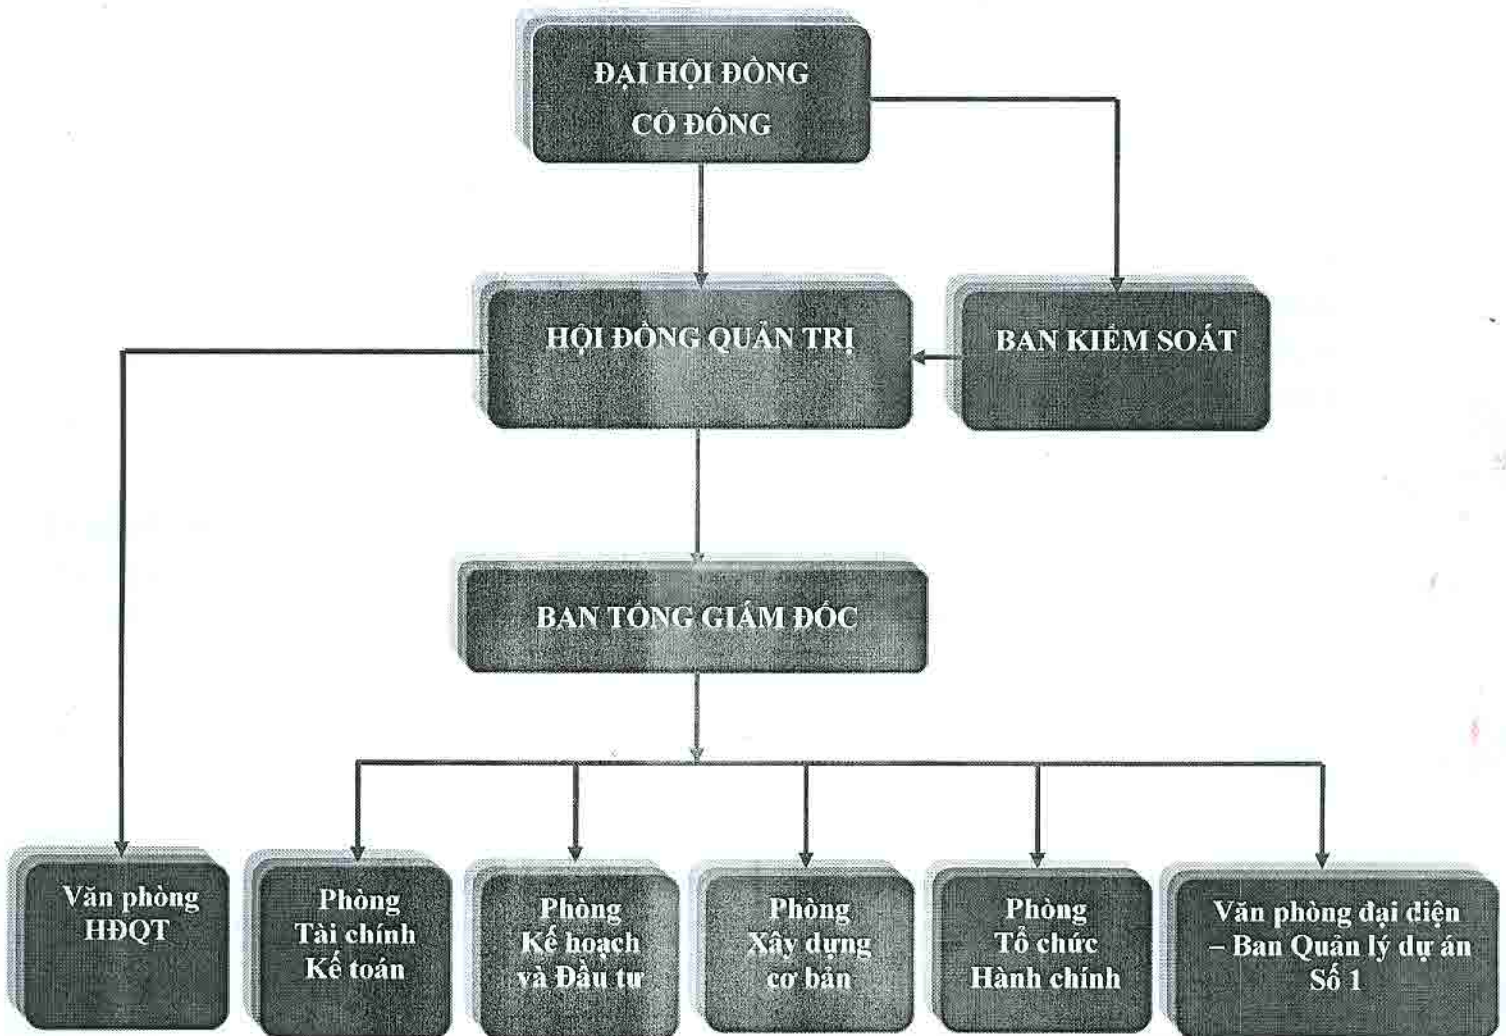 ĐẠI HỘI ĐỒNG
CỔ ĐÔNG
HỘI ĐỒNG QUẢN TRỊ
BAN KIỂM SOÁT
BAN TỔNG GIÁM ĐỐC
Văn phòng
HĐQT
Phòng
Tài chính
Kế toán
Phòng
Kế hoạch
và Đầu tư
Phòng
Xây dựng
cơ bản
Phòng
Tổ chức
Hành chính
Văn phòng đại diện
– Ban Quản lý dự án
Số 1